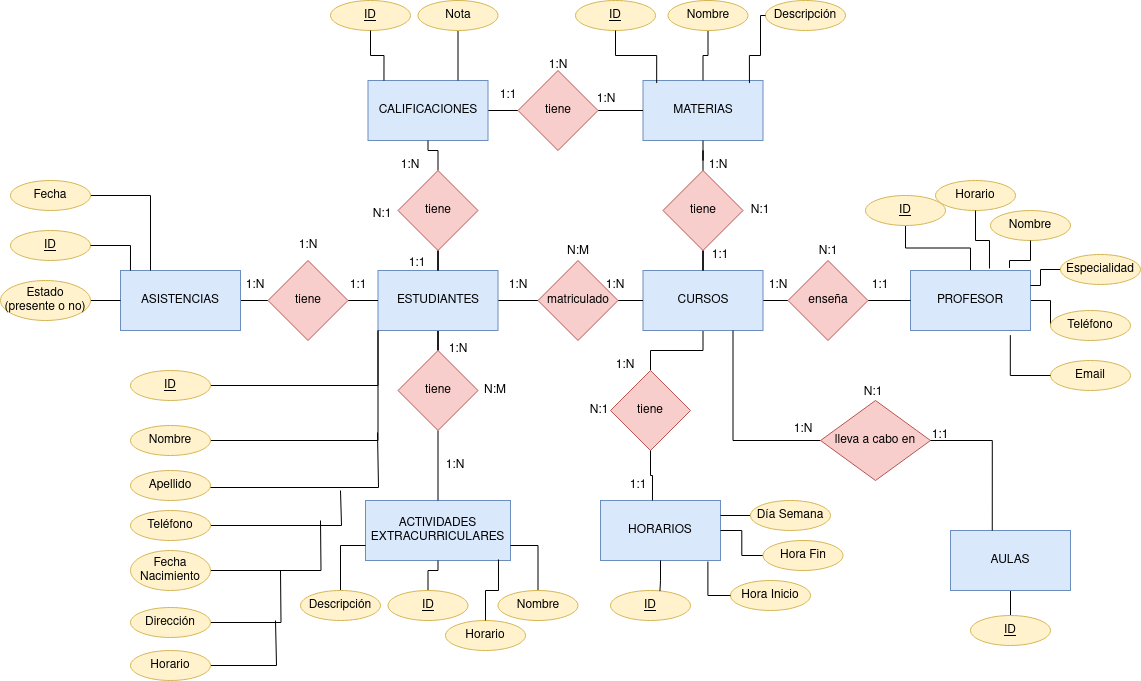 ID
Nota
ID
Nombre
Descripción
1:N
CALIFICACIONES
1:1
tiene
1:N
MATERIAS
1:N
1:N
Fecha
N:1
tiene
tiene
N:1
ID
Horario
Nombre
ID
1:N
1:1
N:M
1:1
N:1
Especialidad
Estado
(presente o no)
ASISTENCIAS
1:N
tiene
1:1
ESTUDIANTES
1:N
matriculado
1:N
CURSOS
1:N
enseña
1:1
PROFESOR
Teléfono
1:N
1:N
Email
ID
tiene
N:M
N:1
tiene
N:1
Nombre
1:N
lleva a cabo en
1:1
1:N
Apellido
1:1
Teléfono
ACTIVIDADES
EXTRACURRICULARES
HORARIOS
Día Semana
Hora Fin
AULAS
Fecha
Nacimiento
Descripción
ID
Nombre
ID
Hora Inicio
Dirección
Horario
ID
Horario